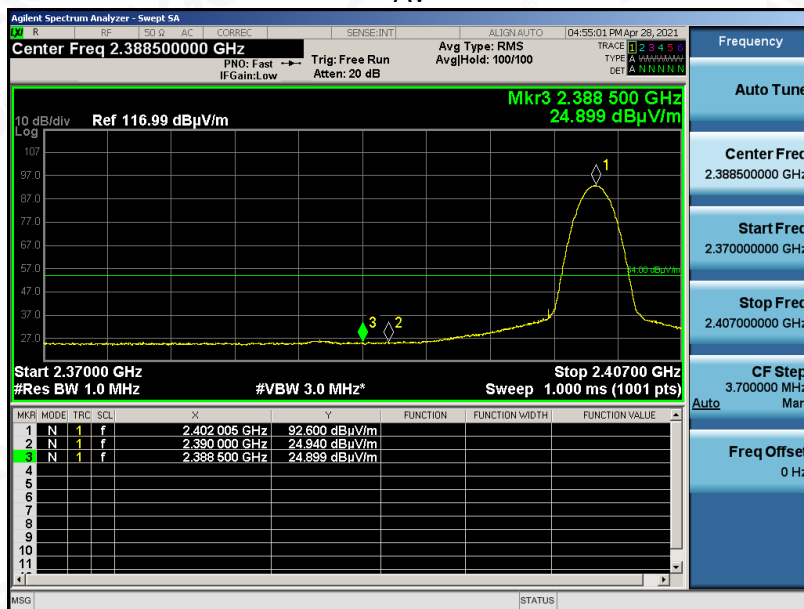 Agilent Spectrum Analyzer - Swept SA
LXI R RF 50 Ω AC CORREC SENSE:INT ALIGN AUTO 04:55:01 PM Apr 28, 2021
Center Freq 2.388500000 GHz
PNO: Fast
IFGain:Low
Trig: Free Run
Atten: 20 dB
Avg Type: RMS
Avg|Hold: 100/100
TRACE 1 2 3 4 5 6
TYPE A
DET A N N N N N
Mkr3 2.388 500 GHz
24.899 dBµV/m
10 dB/div Ref 116.99 dBµV/m
Log
107
97.0
87.0
77.0
67.0
57.0
47.0
37.0
27.0
1
54.00 dBµV/m
3 2
Start 2.37000 GHz Stop 2.40700 GHz
#Res BW 1.0 MHz #VBW 3.0 MHz* Sweep 1.000 ms (1001 pts)
MKR MODE TRC SCL X Y FUNCTION FUNCTION WIDTH FUNCTION VALUE
1 N 1 f 2.402 005 GHz 92.600 dBµV/m
2 N 1 f 2.390 000 GHz 24.940 dBµV/m
3 N 1 f 2.388 500 GHz 24.899 dBµV/m
4
5
6
7
8
9
10
11
MSG STATUS
Frequency
Auto Tune
Center Freq
2.388500000 GHz
Start Freq
2.370000000 GHz
Stop Freq
2.407000000 GHz
CF Step
3.700000 MHz
Auto Man
Freq Offset
0 Hz